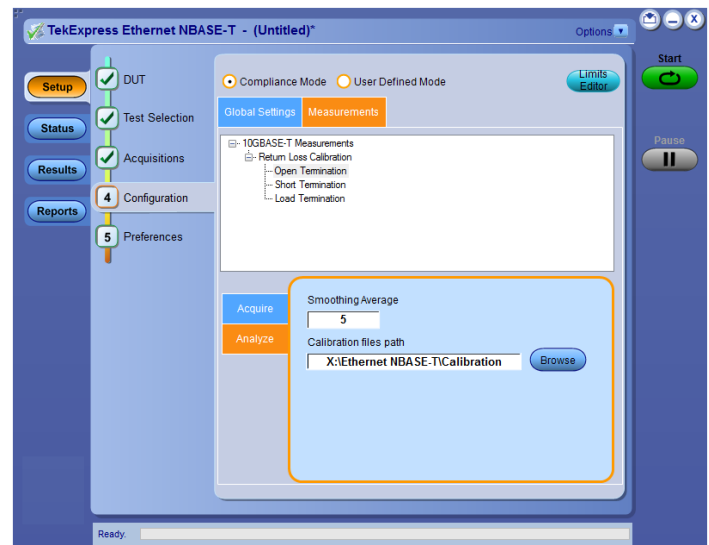 TekExpress Ethernet NBASE-T - (Untitled)*
Options
Setup
Status
Results
Reports
DUT
Test Selection
Acquisitions
4 Configuration
5 Preferences
Compliance Mode User Defined Mode
Limits
Editor
Global Settings Measurements
10GBASE-T Measurements
Return Loss Calibration
Open Termination
Short Termination
Load Termination
Acquire
Analyze
Smoothing Average
5
Calibration files path
X:\Ethernet NBASE-T\Calibration Browse
Start
Pause
Ready.